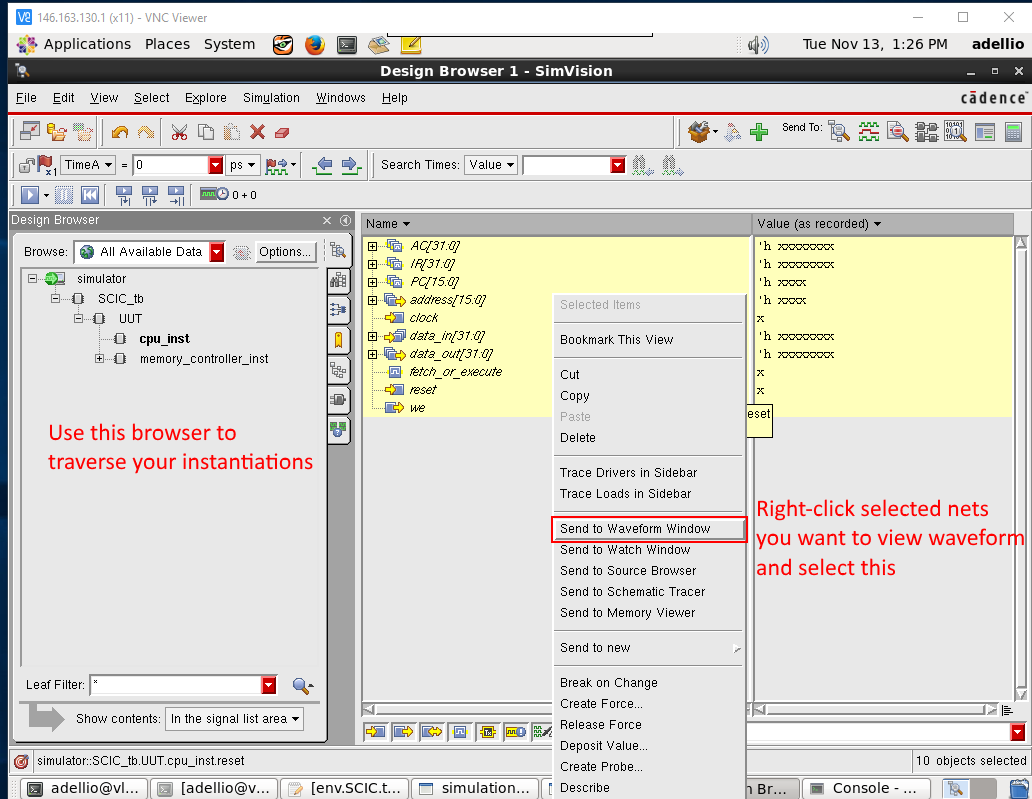 146.163.130.1 (x11) - VNC Viewer
Applications Places System Tue Nov 13, 1:26 PM adellio
Design Browser 1 - SimVision
File Edit View Select Explore Simulation Windows Help cādence
Send To:
TimeA = 0 ps Search Times: Value
0 + 0
Design Browser
Browse: All Available Data Options...
simulator
SCIC_tb
UUT
cpu_inst
memory_controller_inst
Use this browser to
traverse your instantiations
Leaf Filter: *
Show contents: In the signal list area
Name Value (as recorded)
AC[31:0] 'h xxxxxxxx
IR[31:0] 'h xxxxxxxx
PC[15:0] 'h xxxx
address[15:0] 'h xxxx
clock x
data_in[31:0] 'h xxxxxxxx
data_out[31:0] 'h xxxxxxxx
fetch_or_execute x
reset x
we
eset
Selected Items
Bookmark This View
Cut
Copy
Paste
Delete
Trace Drivers in Sidebar
Trace Loads in Sidebar
Send to Waveform Window
Send to Watch Window
Send to Source Browser
Send to Schematic Tracer
Send to Memory Viewer
Send to new
Break on Change
Create Force...
Release Force
Deposit Value...
Create Probe...
Describe
Right-click selected nets
you want to view waveform
and select this
simulator::SCIC_tb.UUT.cpu_inst.reset 10 objects selected
adellio@vl... [adellio@v... [env.SCIC.t... simulation... n Br... Console - ...